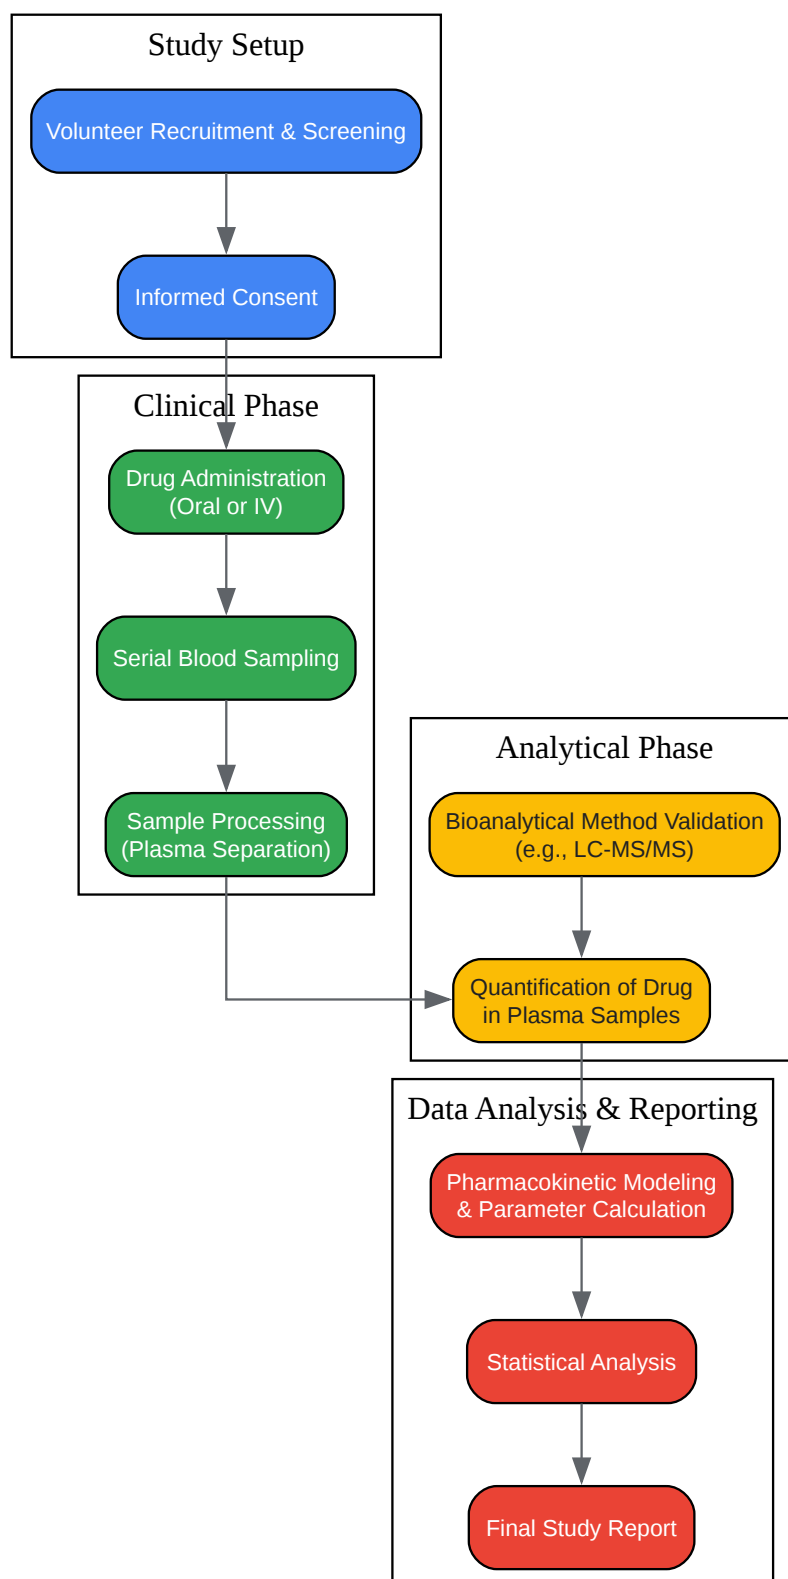 Study Setup
Volunteer Recruitment & Screening
Informed Consent
Clinical Phase
Drug Administration
(Oral or IV)
Serial Blood Sampling
Sample Processing
(Plasma Separation)
Analytical Phase
Bioanalytical Method Validation
(e.g., LC-MS/MS)
Quantification of Drug
in Plasma Samples
Data Analysis & Reporting
Pharmacokinetic Modeling
& Parameter Calculation
Statistical Analysis
Final Study Report